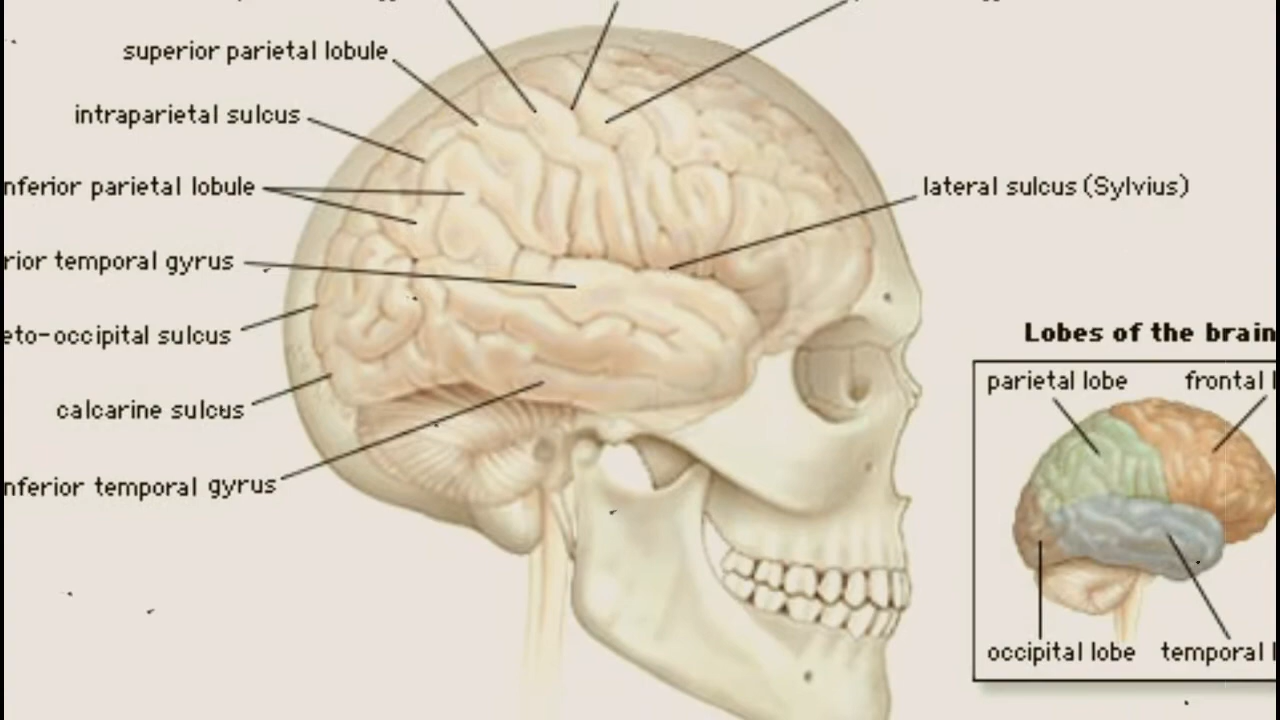 superior parietal lobule
intraparietal sulcus
nferior parietal lobule
lateral sulcus (Sylvius)
rior temporal gyrus
eto-occipital sulcus
calcarine sulcus
nferior temporal gyrus
Lobes of the brain
parietal lobe
frontal
occipital lobe
temporal